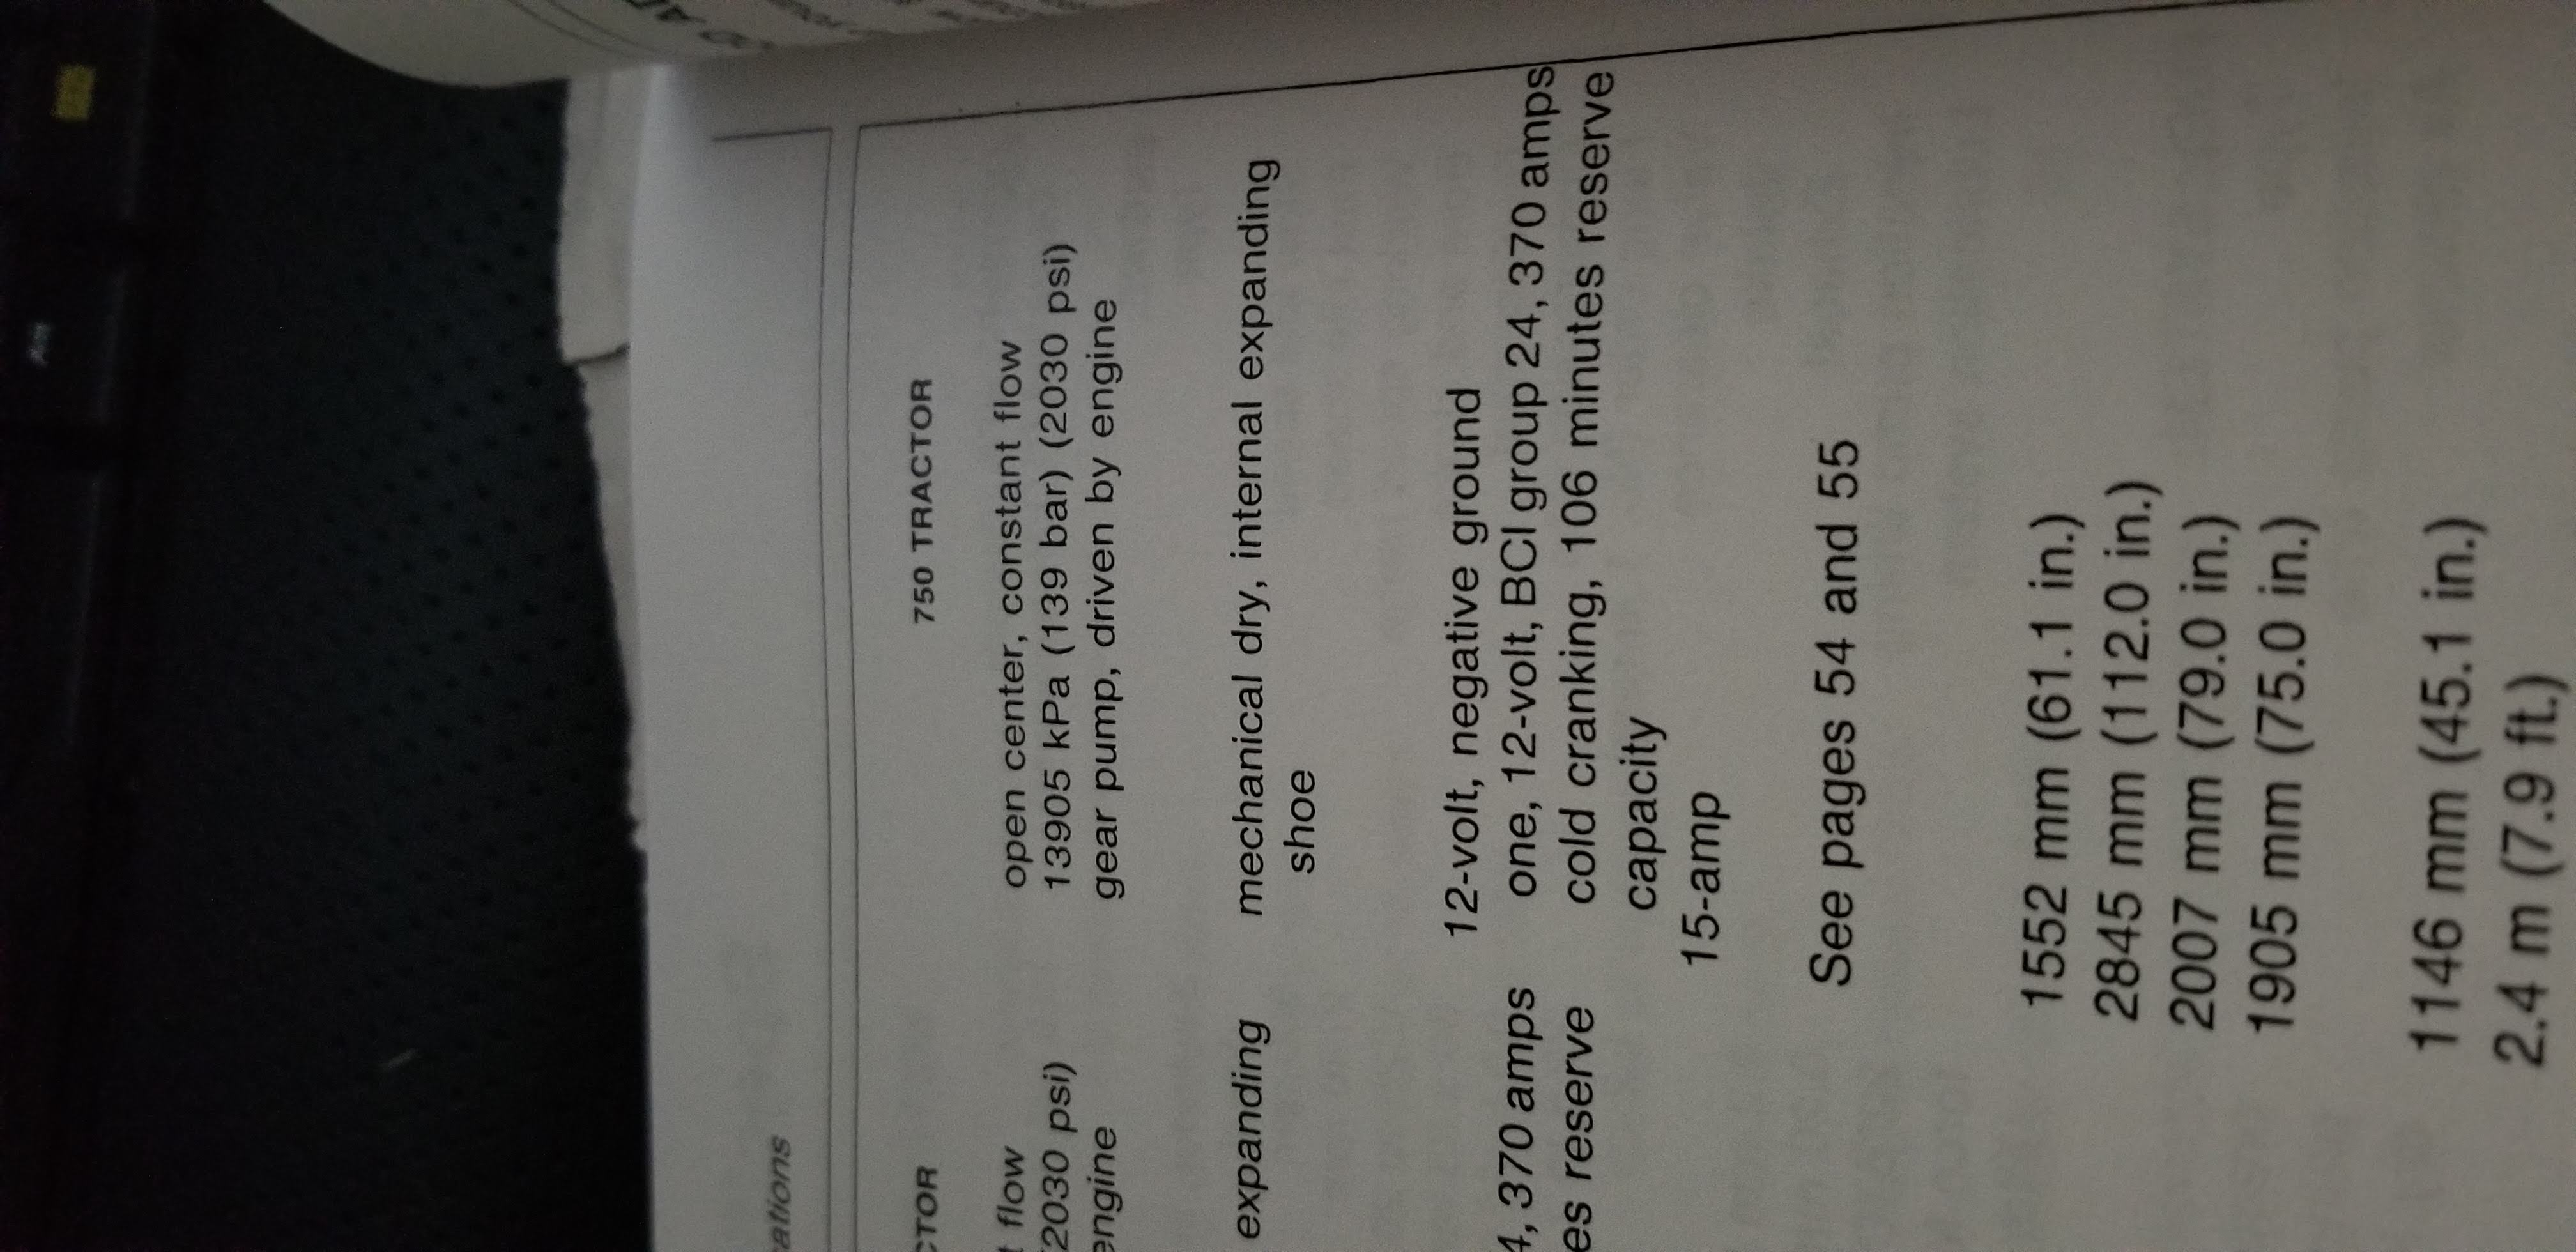 ations
CTOR
flow
2030 psi)
engine
expanding
4, 370 amps
es reserve
750 TRACTOR
open center, constant flow
13905 kPa (139 bar) (2030 psi)
gear pump, driven by engine
mechanical dry, internal expanding
shoe
12-volt, negative ground
one, 12-volt, BCI group 24, 370 amps
cold cranking, 106 minutes reserve
capacity
15-amp
See pages 54 and 55
1552 mm (61.1 in.)
2845 mm (112.0 in.)
2007 mm (79.0 in.)
1905 mm (75.0 in.)
1146 mm (45.1 in.)
2.4 m (7.9 ft.)